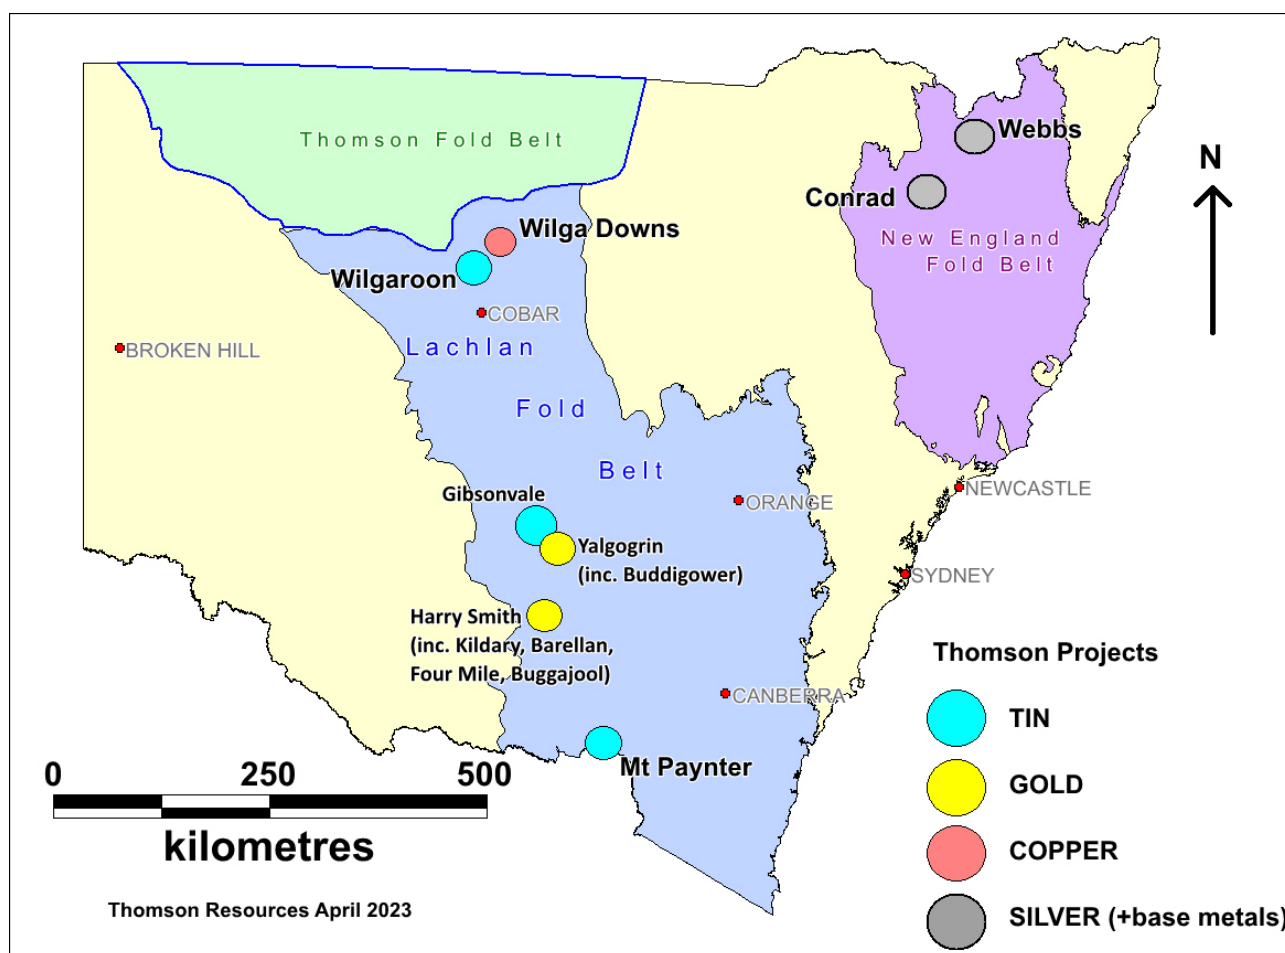 Thomson Fold Belt
Webbs
N
Conrad
Wilga Downs
New England
Fold Belt
Wilgaroon
COBAR
BROKEN HILL
Lachlan
Fold
Belt
Gibsonvale
NEWCASTLE
ORANGE
Yalgogrin
(inc. Buddigower)
SYDNEY
Harry Smith
(inc. Kildary, Barellan,
Four Mile, Buggajool)
CANBERRA
Mt Paynter
Thomson Projects
TIN
GOLD
COPPER
SILVER (+base metals)
0 250 500
kilometres
Thomson Resources April 2023